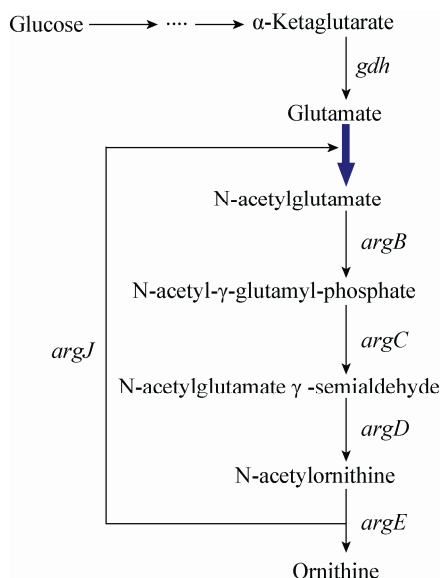 Glucose .... α-Ketaglutarate
gdh
Glutamate
N-acetylglutamate
argB
N-acetyl-γ-glutamyl-phosphate
argJ
argC
N-acetylglutamate γ -semialdehyde
argD
N-acetylornithine
argE
Ornithine